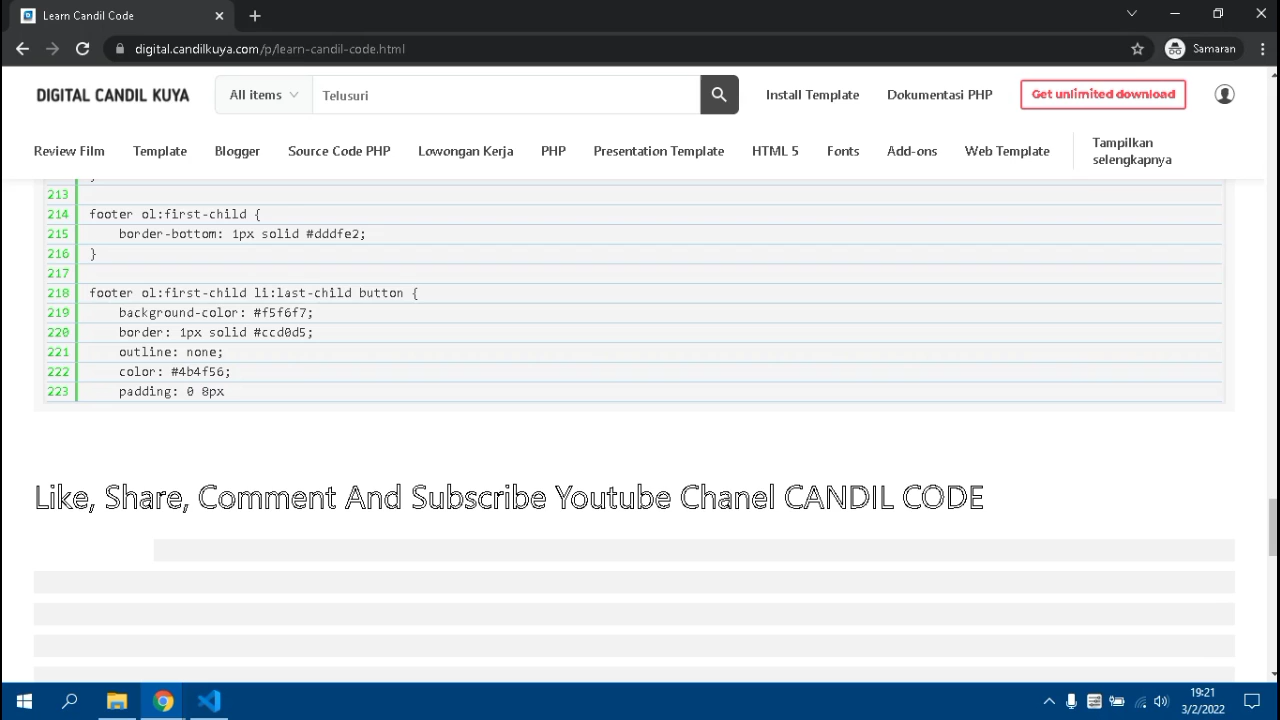 Learn Candil Code
digital.candilkuya.com/p/learn-candil-code.html
Samaran
DIGITAL CANDIL KUYA
All items
Telusuri
Install Template
Dokumentasi PHP
Get unlimited download
Review Film
Template
Blogger
Source Code PHP
Lowongan Kerja
PHP
Presentation Template
HTML 5
Fonts
Add-ons
Web Template
Tampilkan
selengkapnya
213
214 footer ol:first-child {
215 border-bottom: 1px solid #dddfe2;
216 }
217
218 footer ol:first-child li:last-child button {
219 background-color: #f5f6f7;
220 border: 1px solid #ccd0d5;
221 outline: none;
222 color: #4b4f56;
223 padding: 0 8px
Like, Share, Comment And Subscribe Youtube Chanel CANDIL CODE
19:21
3/2/2022